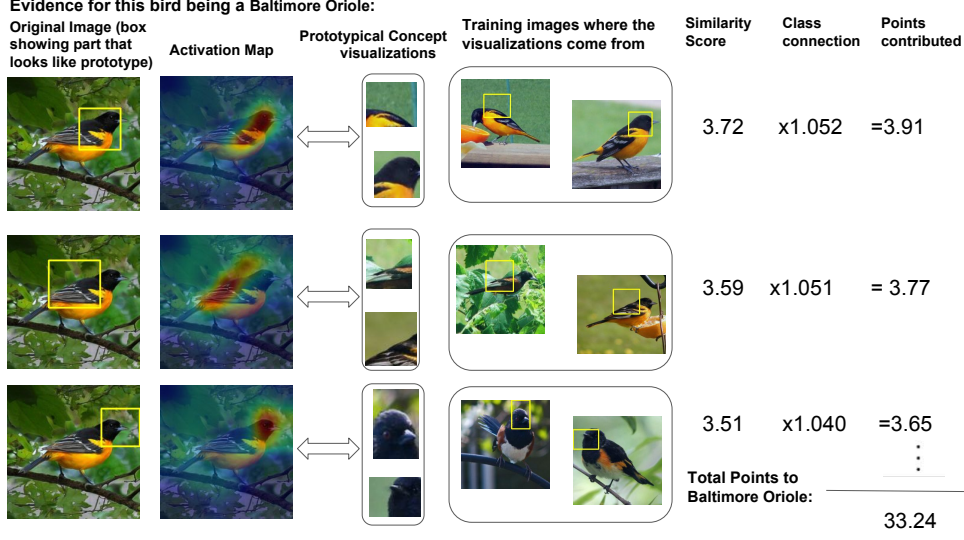 Evidence for this bird being a Baltimore Oriole:
Original Image (box
showing part that
looks like prototype)
Activation Map
Prototypical Concept
visualizations
Training images where the
visualizations come from
Similarity
Score
Class
connection
Points
contributed
3.72 x1.052 =3.91
3.59 x1.051 = 3.77
3.51 x1.040 =3.65
Total Points to
Baltimore Oriole:
33.24